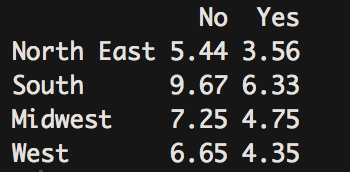 No Yes
North East 5.44 3.56
South 9.67 6.33
Midwest 7.25 4.75
West 6.65 4.35